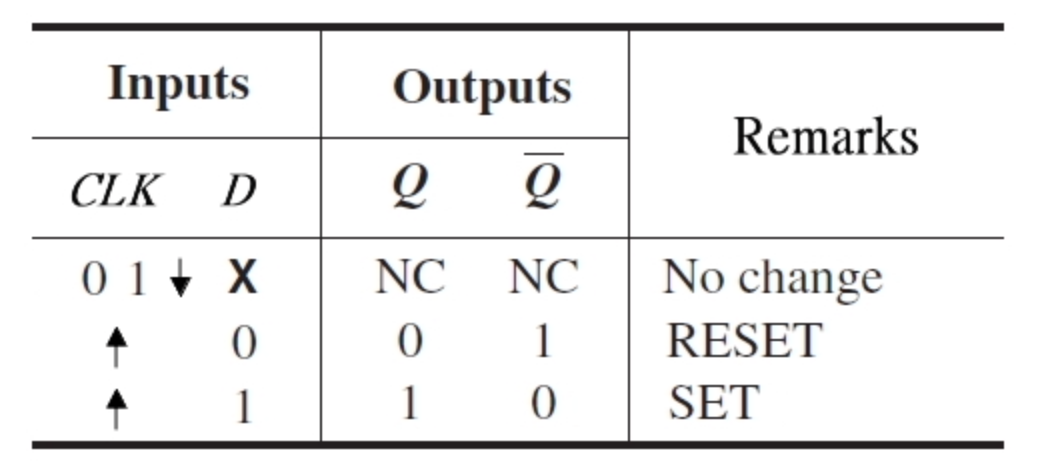 Inputs Outputs Remarks
CLK D Q Q̅
0 1 ↓ X NC NC No change
↑ 0 0 1 RESET
↑ 1 1 0 SET